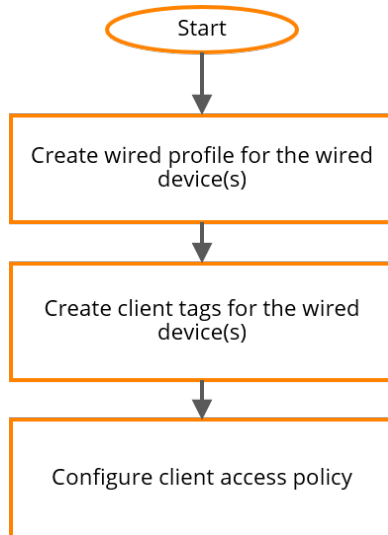 Start
Create wired profile for the wired
device(s)
Create client tags for the wired
device(s)
Configure client access policy